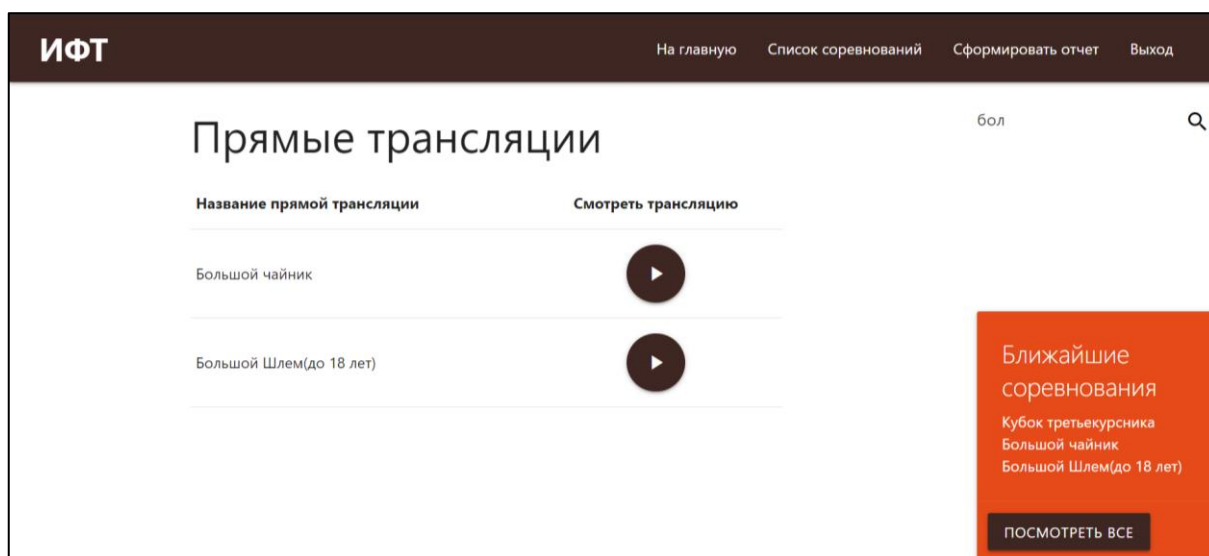 ИФТ
На главную Список соревнований Сформировать отчет Выход
Прямые трансляции
бол
Название прямой трансляции Смотреть трансляцию
Большой чайник
Большой Шлем(до 18 лет)
Ближайшие
соревнования
Кубок третьекурсника
Большой чайник
Большой Шлем(до 18 лет)
ПОСМОТРЕТЬ ВСЕ